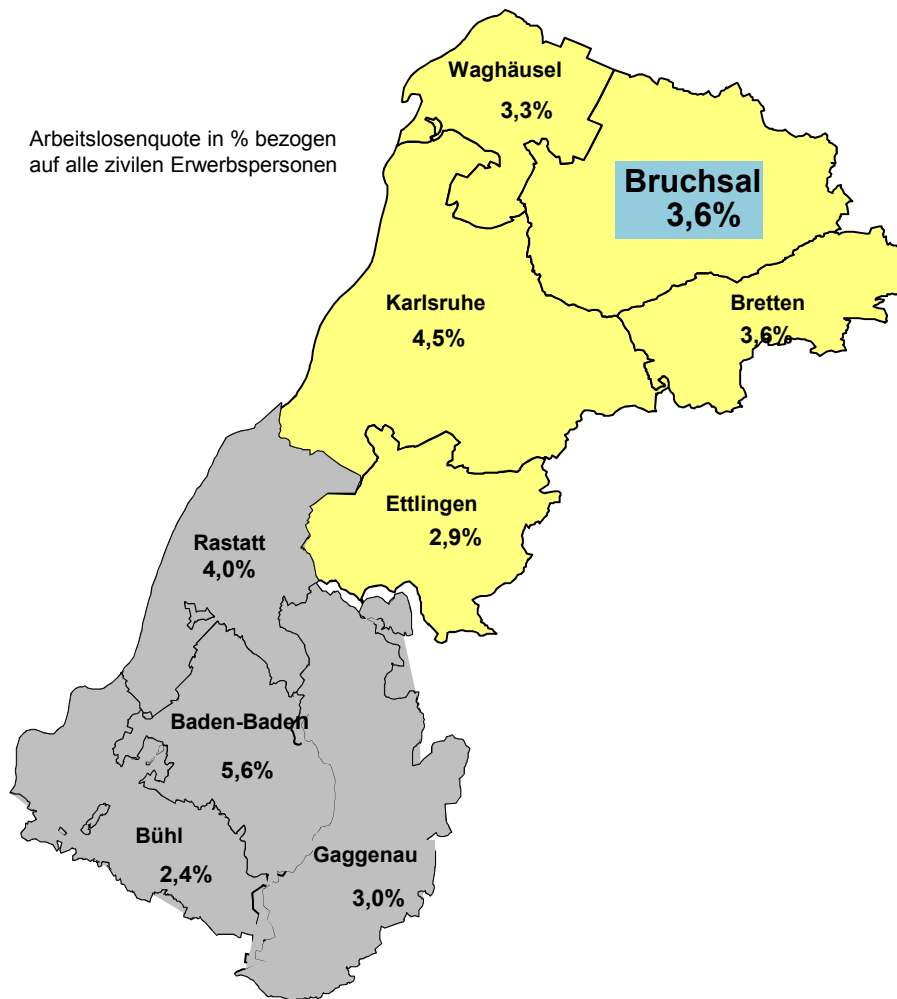 Waghäusel
3,3%
Arbeitslosenquote in % bezogen
auf alle zivilen Erwerbspersonen
Bruchsal
3,6%
Karlsruhe
4,5%
Bretten
3,6%
Ettlingen
2,9%
Rastatt
4,0%
Baden-Baden
5,6%
Bühl
2,4%
Gaggenau
3,0%